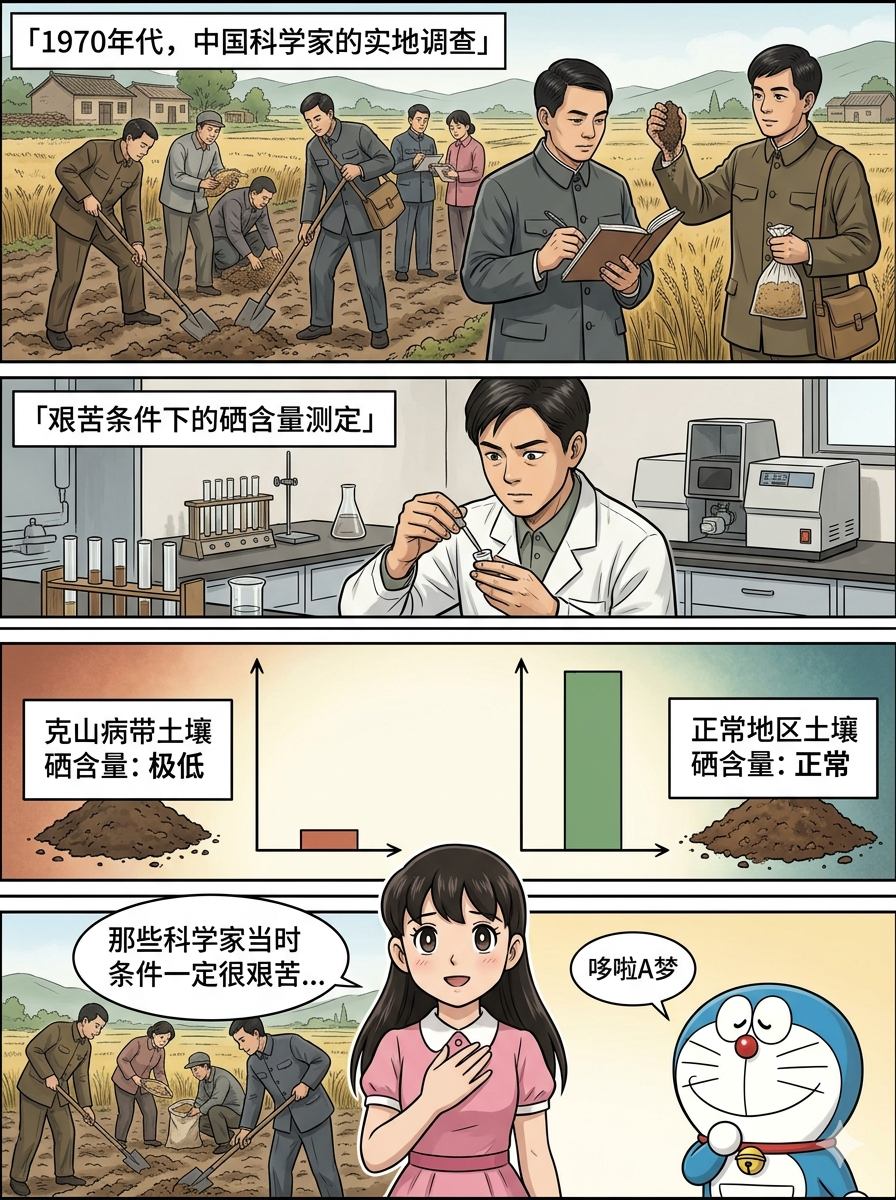 「1970年代，中国科学家的实地调查」
「艰苦条件下的硒含量测定」
克山病带土壤
硒含量：极低
正常地区土壤
硒含量：正常
那些科学家当时
条件一定很艰苦...
哆啦A梦